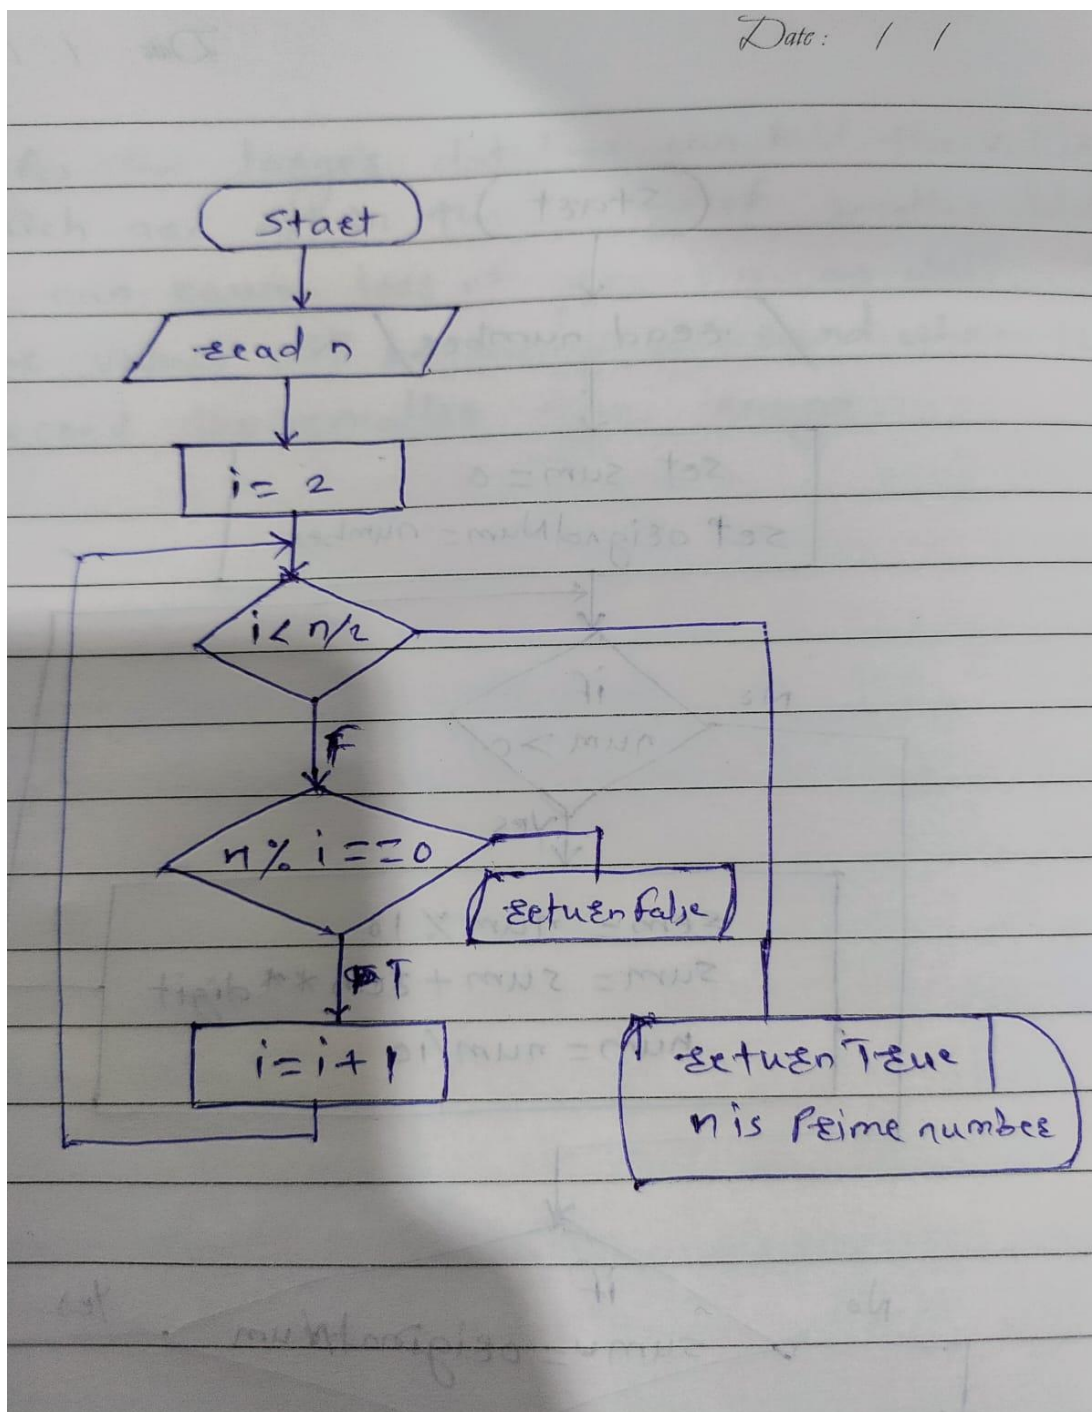 Date: / /
Start
read n
i = 2
i < n/2
F
n % i == 0
return false
T
i = i + 1
return True
n is Prime number